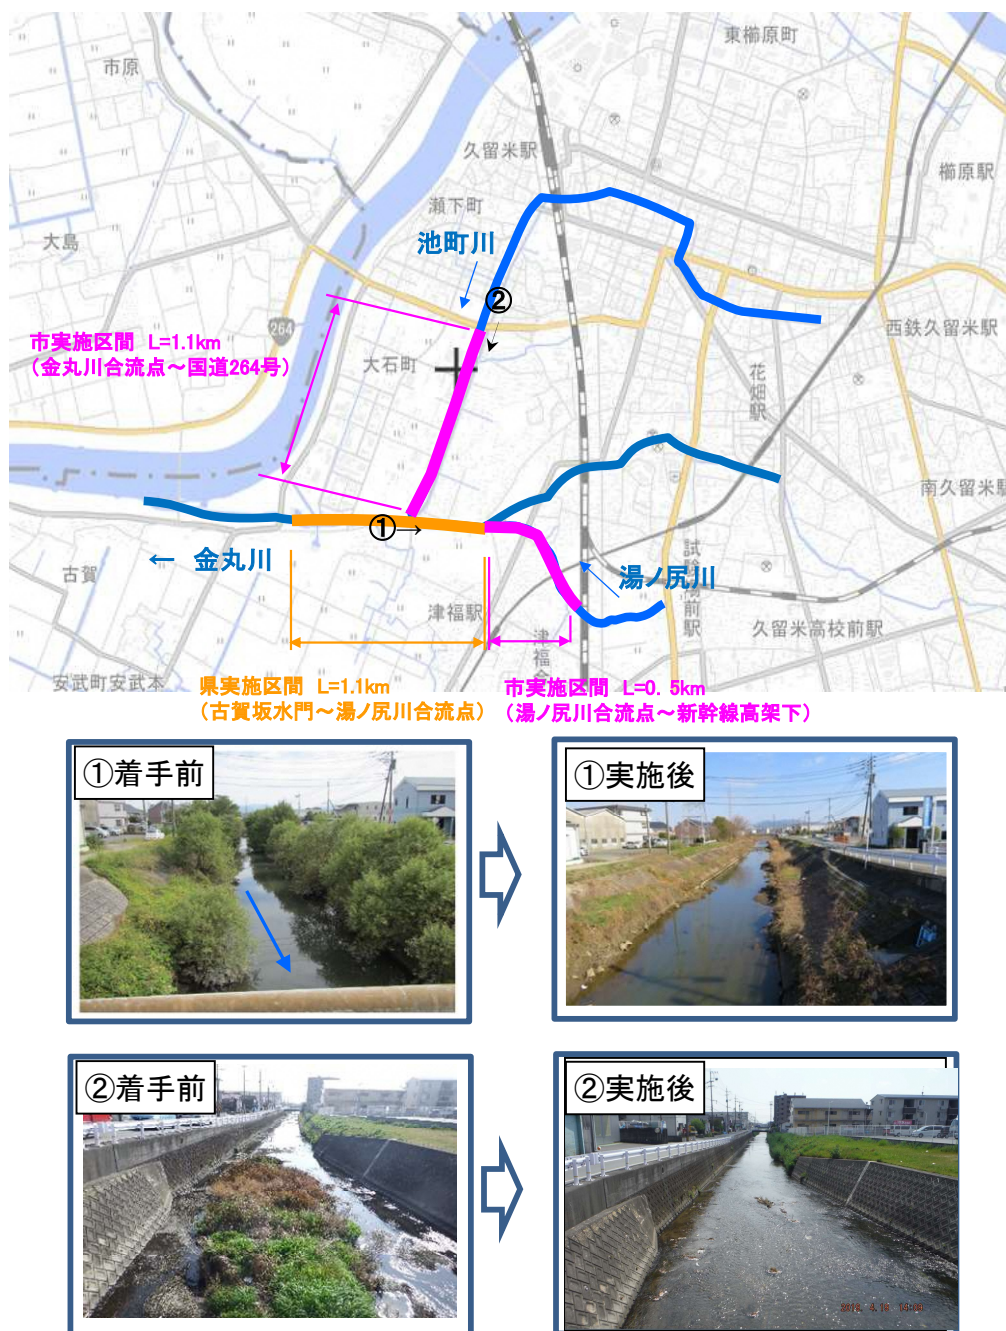 東櫛原町
市原
久留米駅
櫛原駅
瀬下町
大島
池町川
②
264
西鉄久留米駅
市実施区間 L=1.1km
（金丸川合流点～国道264号）
大石町
花畑駅
南久留米駅
①→
← 金丸川
古賀
湯ノ尻川
試験場前駅
津福駅
久留米高校前駅
津福今
安武町安武本
県実施区間 L=1.1km
（古賀坂水門～湯ノ尻川合流点）
市実施区間 L=0.5km
（湯ノ尻川合流点～新幹線高架下）
①着手前
①実施後
②着手前
②実施後